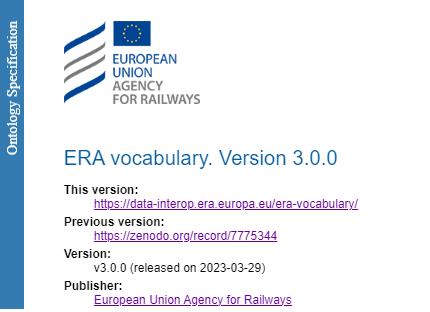 Ontology Specification
EUROPEAN
UNION
AGENCY
FOR RAILWAYS
ERA vocabulary. Version 3.0.0
This version:
https://data-interop.era.europa.eu/era-vocabulary/
Previous version:
https://zenodo.org/record/7775344
Version:
v3.0.0 (released on 2023-03-29)
Publisher:
European Union Agency for Railways